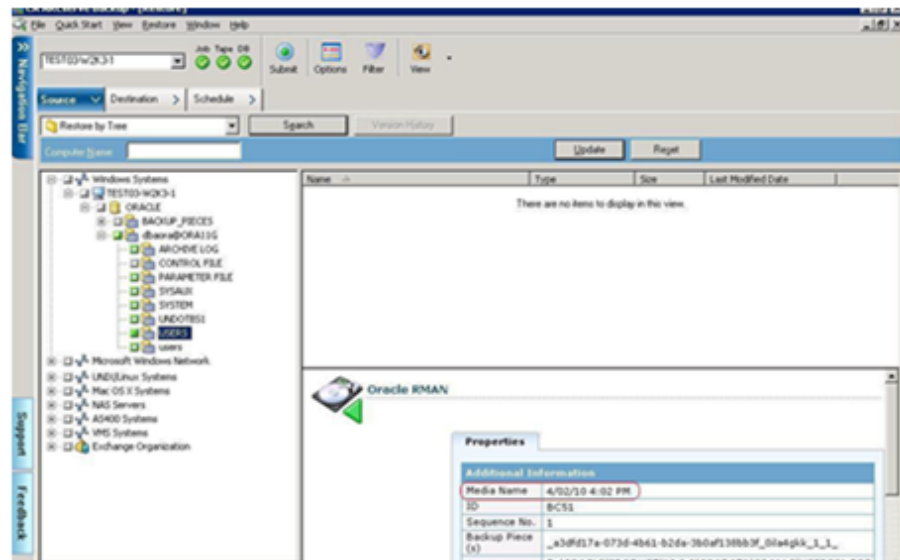 File Quick Start View Restore Window Help
TEST03-W2K3-1
Job Tape DB
Submit Options Filter View
Source Destination > Schedule >
Restore by Tree
Search
Version History
Computer Name
Update
Reset
Navigation Bar
Support
Feedback
Windows Systems
TEST03-W2K3-1
ORACLE
BACKUP_PIECES
dbaora@ORA11G
ARCHIVE LOG
CONTROL FILE
PARAMETER FILE
SYSAUX
SYSTEM
UNDOTBS1
USERS
users
Microsoft Windows Network
UNIX/Linux Systems
Mac OS X Systems
NAS Servers
AS400 Systems
VMS Systems
Exchange Organization
Name Type Size Last Modified Date
There are no items to display in this view.
Oracle RMAN
Properties
Additional Information
Media Name 4/02/10 4:02 PM
ID BC51
Sequence No. 1
Backup Piece
(s)